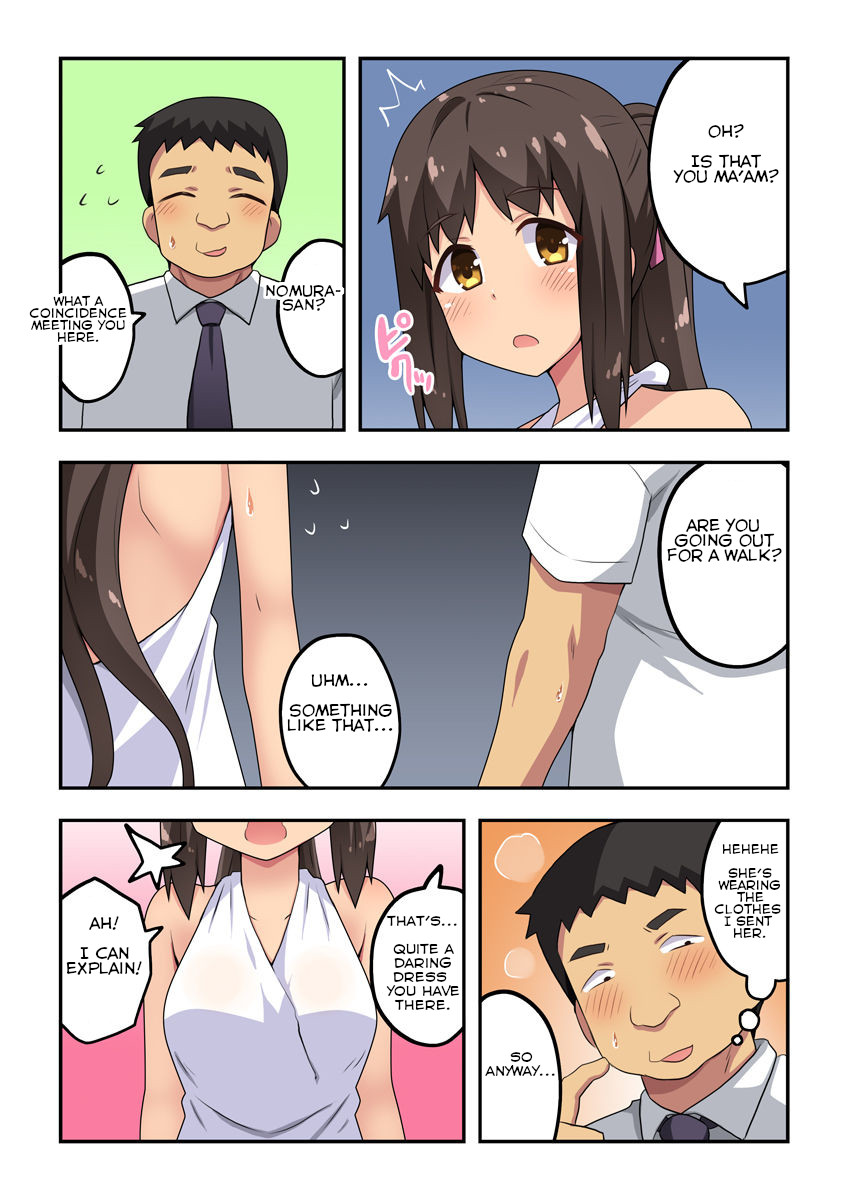 OH?
IS THAT
YOU MA'AM?
ピクッ
NOMURA-
SAN?
WHAT A
COINCIDENCE
MEETING YOU
HERE.
ARE YOU
GOING OUT
FOR A WALK?
UHM...
SOMETHING
LIKE THAT...
HEHEHE
SHE'S
WEARING
THE
CLOTHES
I SENT
HER.
SO
ANYWAY...
THAT'S...
QUITE A
DARING
DRESS
YOU HAVE
THERE.
AH!
I CAN
EXPLAIN!